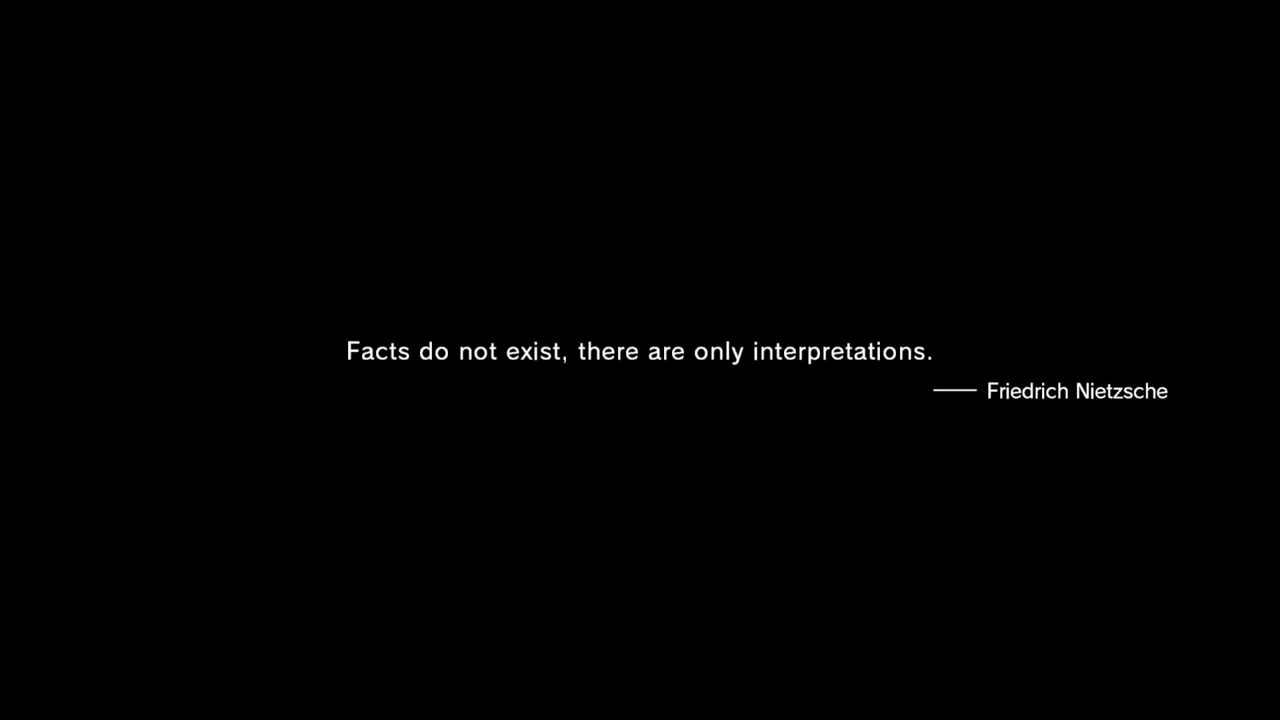 Facts do not exist, there are only interpretations.
—— Friedrich Nietzsche